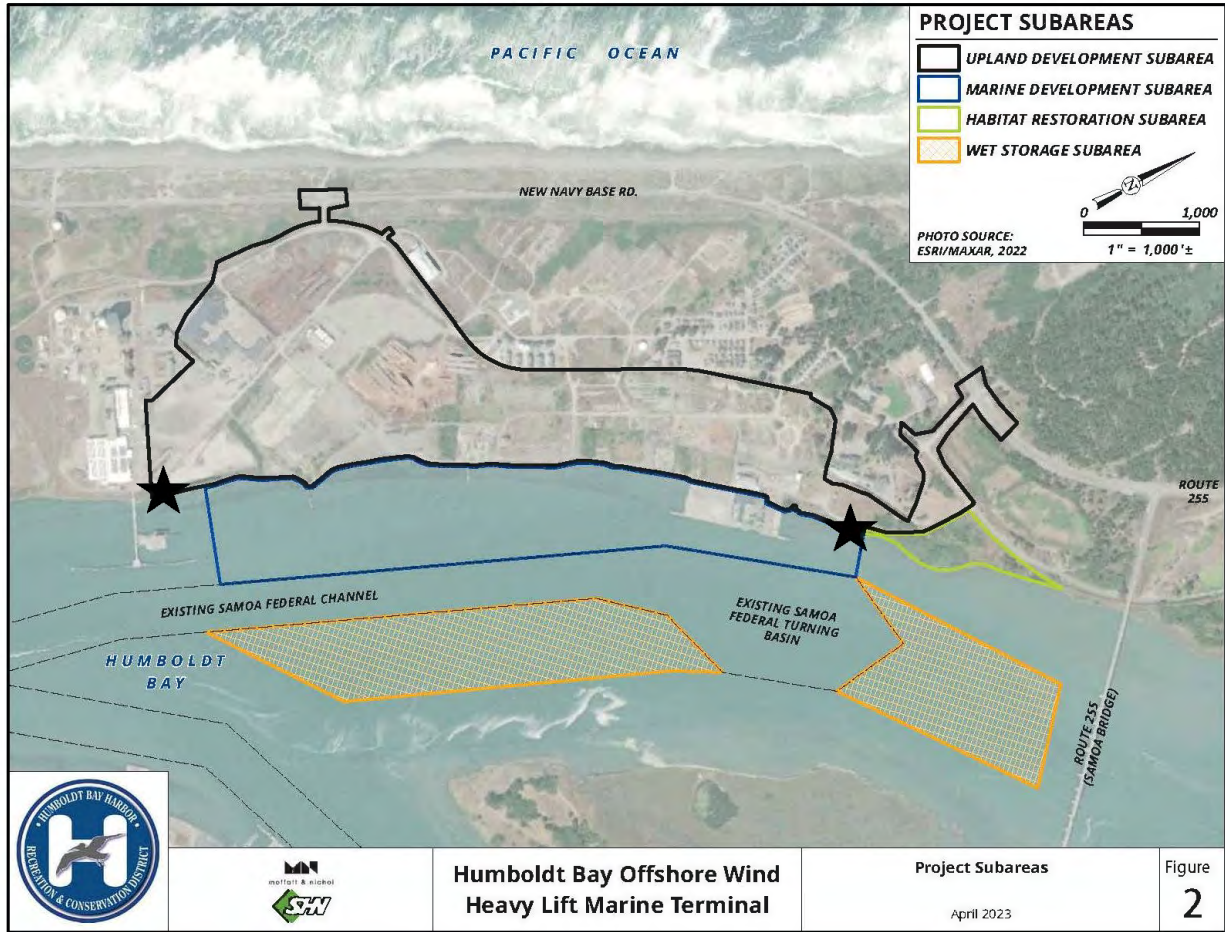 PACIFIC OCEAN
NEW NAVY BASE RD.
PROJECT SUBAREAS
UPLAND DEVELOPMENT SUBAREA
MARINE DEVELOPMENT SUBAREA
HABITAT RESTORATION SUBAREA
WET STORAGE SUBAREA
N
0 1,000
1" = 1,000'±
PHOTO SOURCE:
ESRI/MAXAR, 2022
ROUTE
255
EXISTING SAMOA FEDERAL CHANNEL
EXISTING SAMOA
FEDERAL TURNING
BASIN
HUMBOLDT
BAY
ROUTE 255
(SAMOA BRIDGE)
HUMBOLDT BAY HARBOR
H
RECREATION & CONSERVATION DISTRICT
MN
moffatt & nichol
SHN
Humboldt Bay Offshore Wind
Heavy Lift Marine Terminal
Project Subareas
April 2023
Figure
2